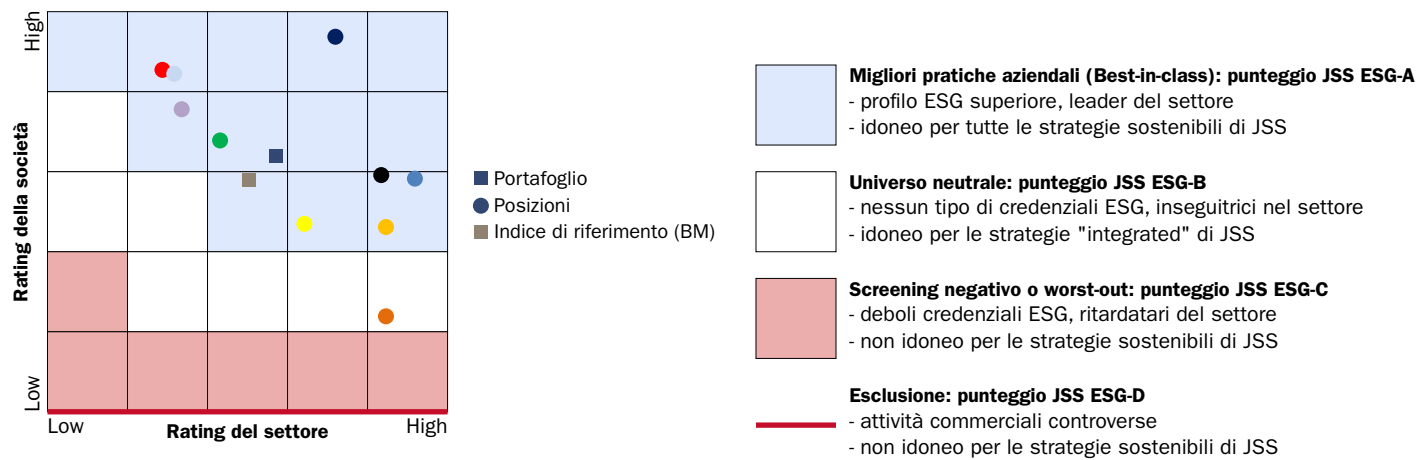 High
Rating della società
Low
Low
Rating del settore
High
Portafoglio
Posizioni
Indice di riferimento (BM)
Migliori pratiche aziendali (Best-in-class): punteggio JSS ESG-A
- profilo ESG superiore, leader del settore
- idoneo per tutte le strategie sostenibili di JSS
Universo neutrale: punteggio JSS ESG-B
- nessun tipo di credenziali ESG, inseguitrici nel settore
- idoneo per le strategie "integrated" di JSS
Screening negativo o worst-out: punteggio JSS ESG-C
- deboli credenziali ESG, ritardatari del settore
- non idoneo per le strategie sostenibili di JSS
Esclusione: punteggio JSS ESG-D
- attività commerciali controverse
- non idoneo per le strategie sostenibili di JSS